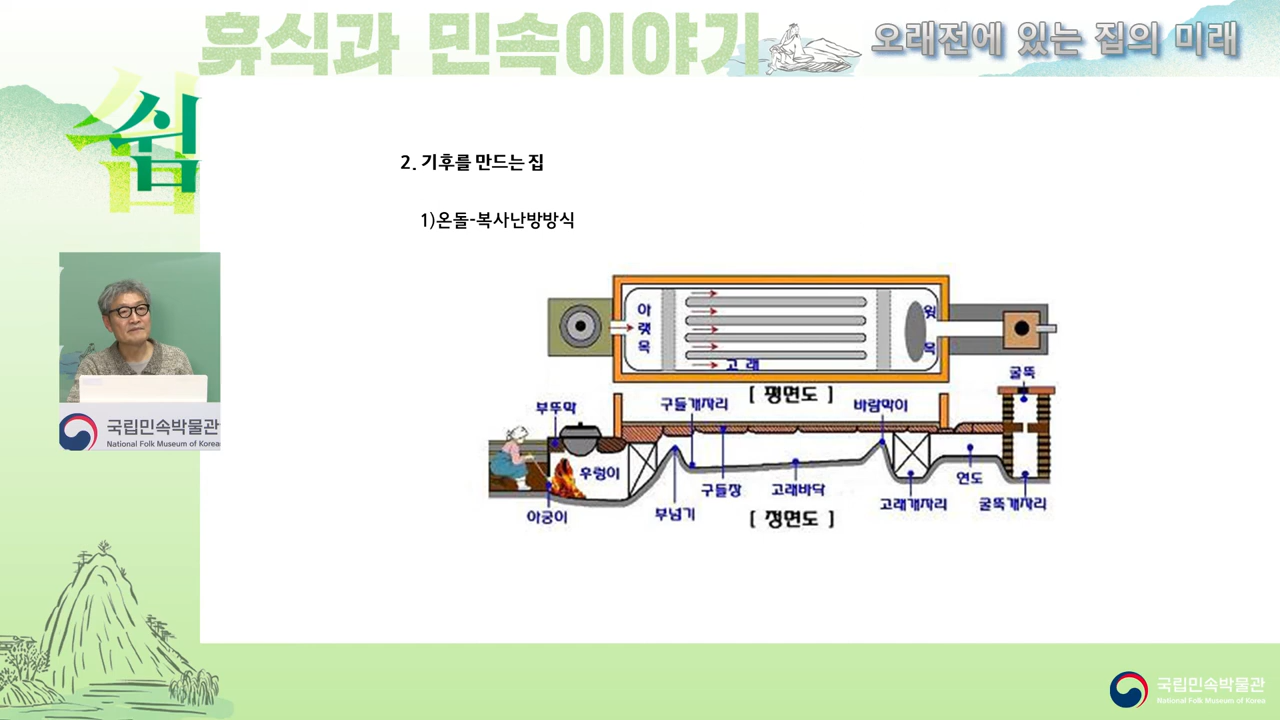 휴식과 민속이야기
오래전에 있는 집의 미래
쉼
2. 기후를 만드는 집
1)온돌-복사난방방식
아랫목
고 래
윗목
[ 평면도 ]
굴뚝
부뚜막
구들개자리
바람막이
우렁이
구들장
고래바닥
연도
아궁이
부넘기
고래개자리
굴뚝개자리
[ 정면도 ]
국립민속박물관
National Folk Museum of Korea
국립민속박물관
National Folk Museum of Korea